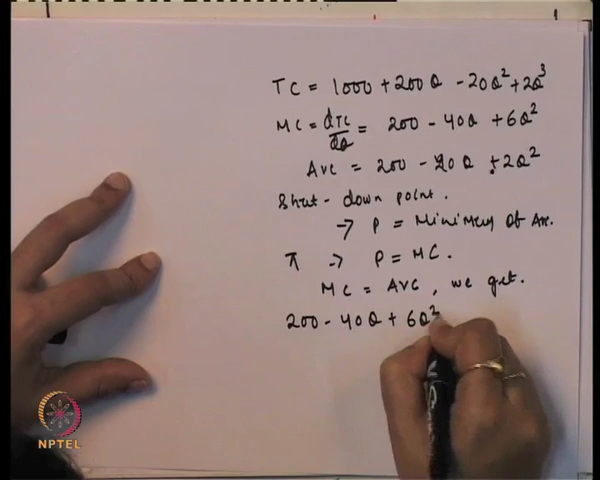 TC = 1000 + 200Q - 20Q² + 2Q³
MC = dTC/dQ = 200 - 40Q + 6Q²
AVC = 200 - 20Q + 2Q²
Shut-down point.
→ P = Minimum of AVC.
π → P = MC.
MC = AVC, we get.
200 - 40Q + 6Q²
NPTEL